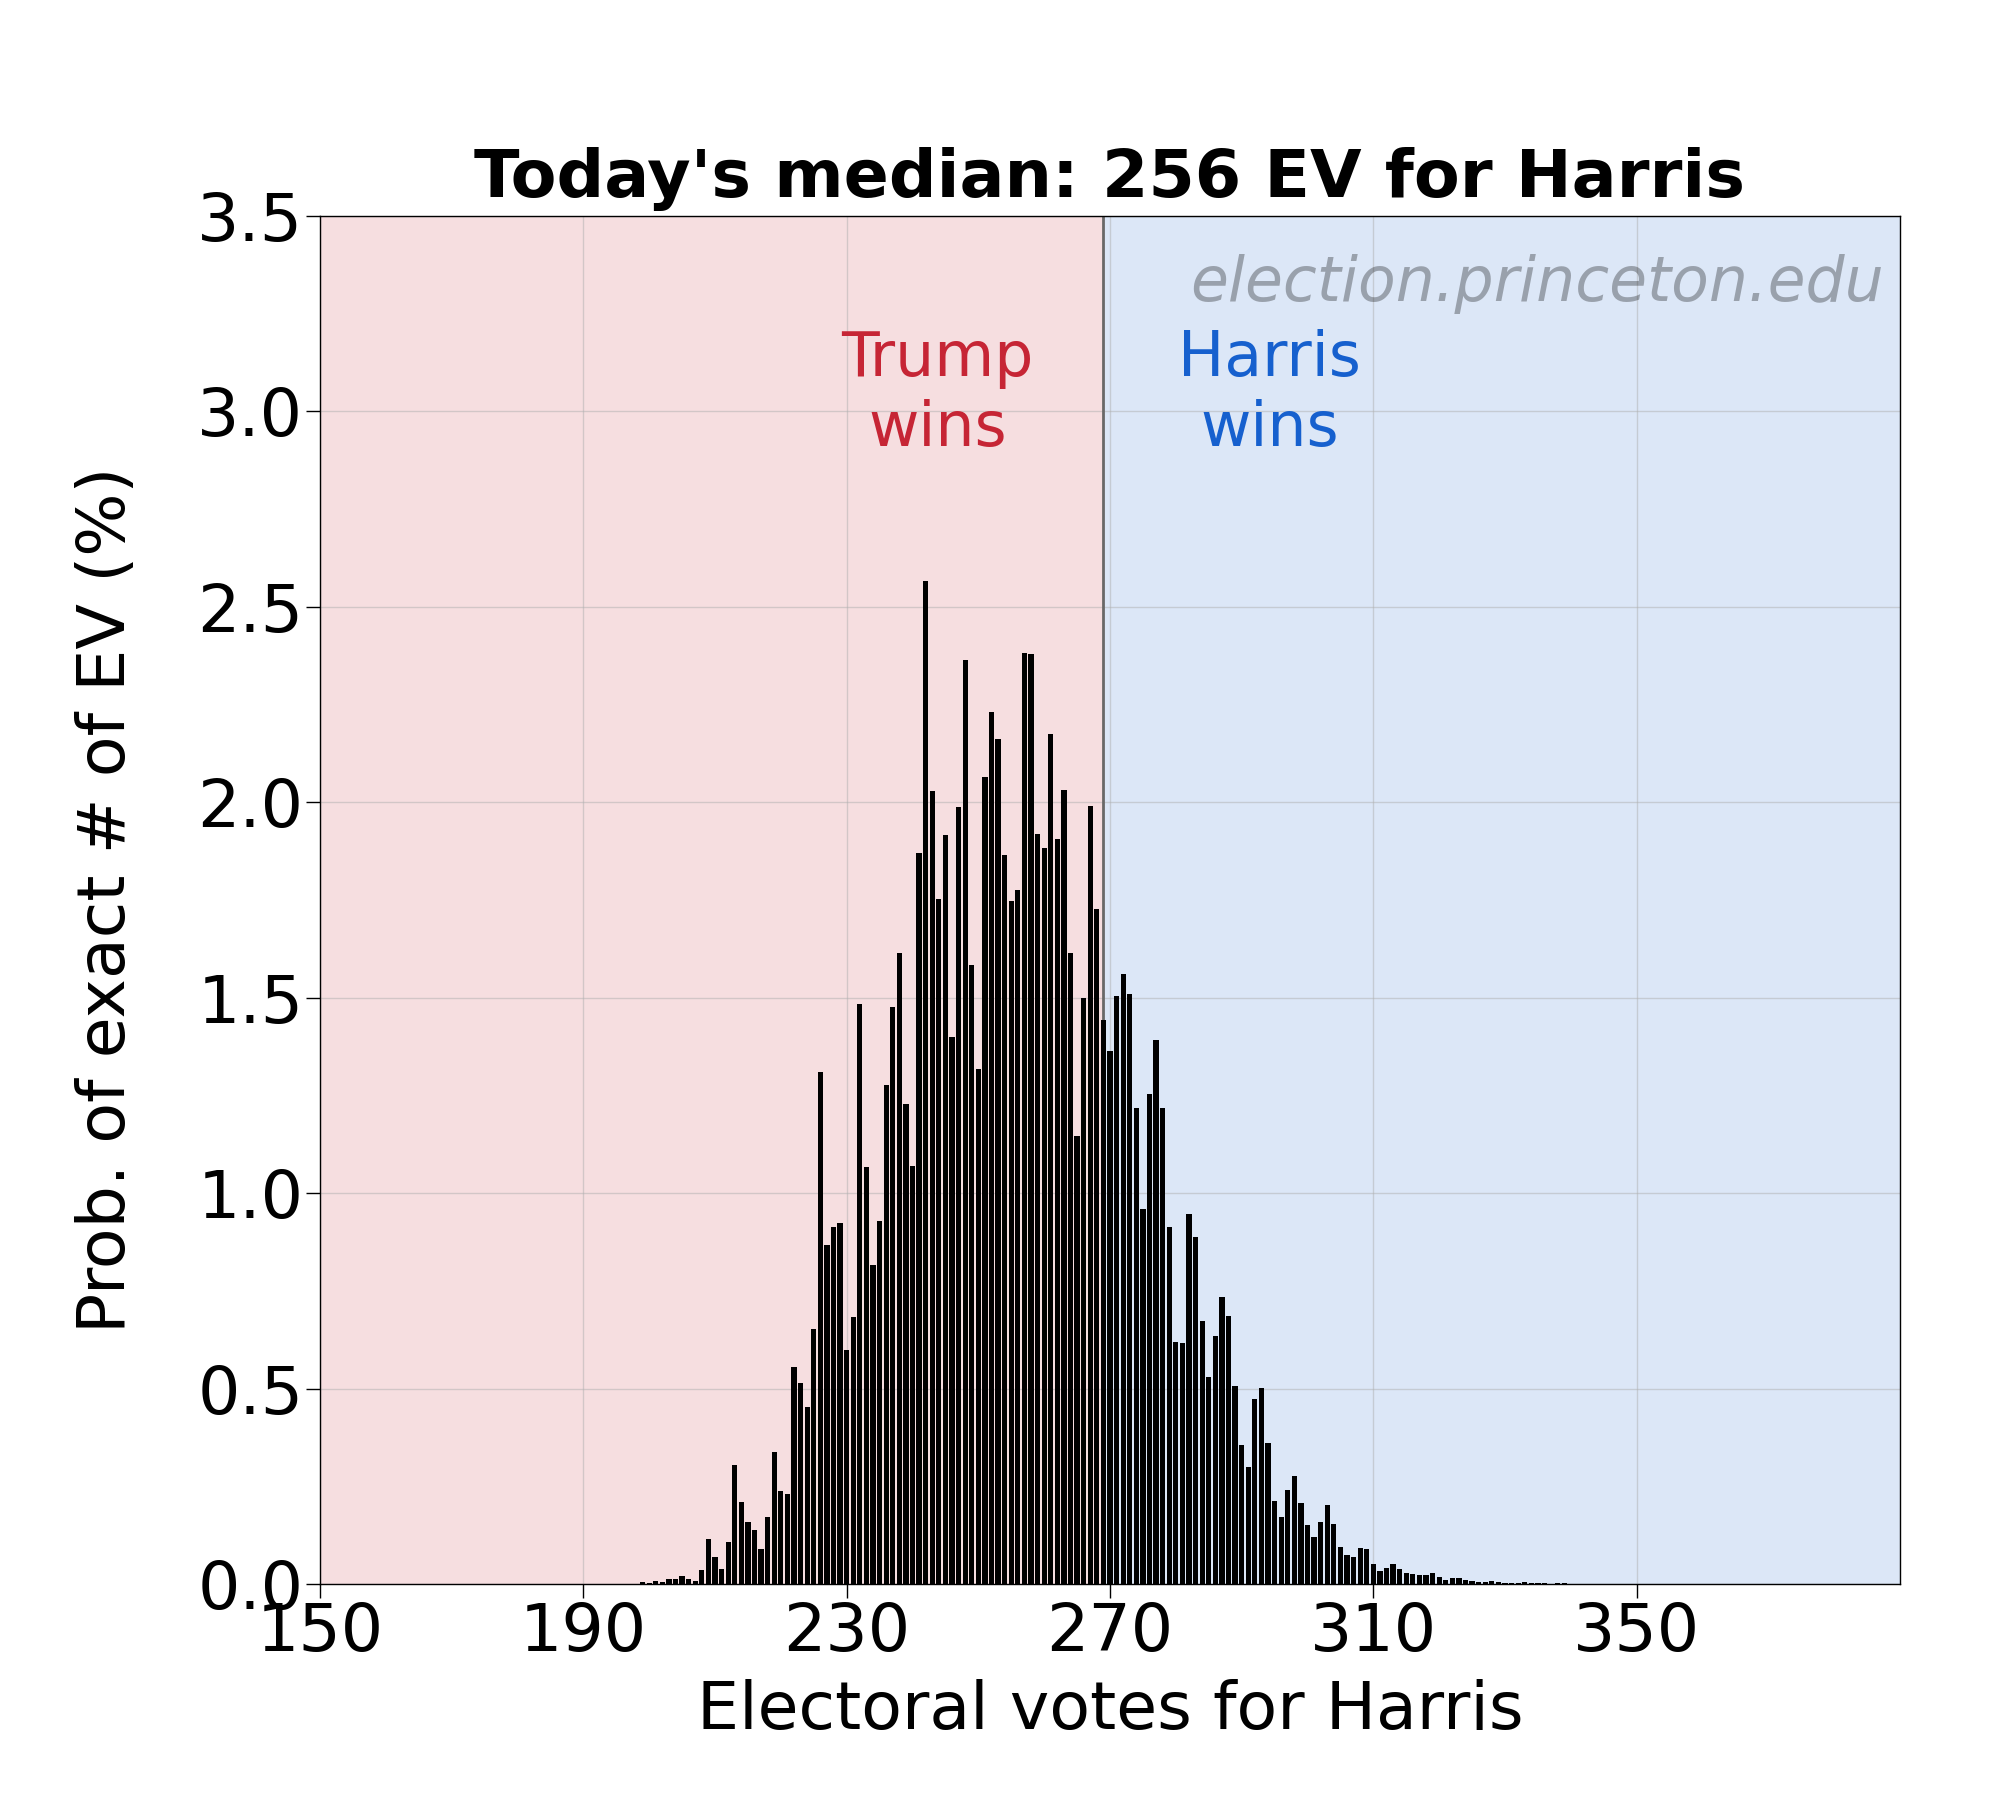 Today's median: 256 EV for Harris
election.princeton.edu
Trump
wins
Harris
wins
Prob. of exact # of EV (%)
3.5
3.0
2.5
2.0
1.5
1.0
0.5
0.0
150 190 230 270 310 350
Electoral votes for Harris